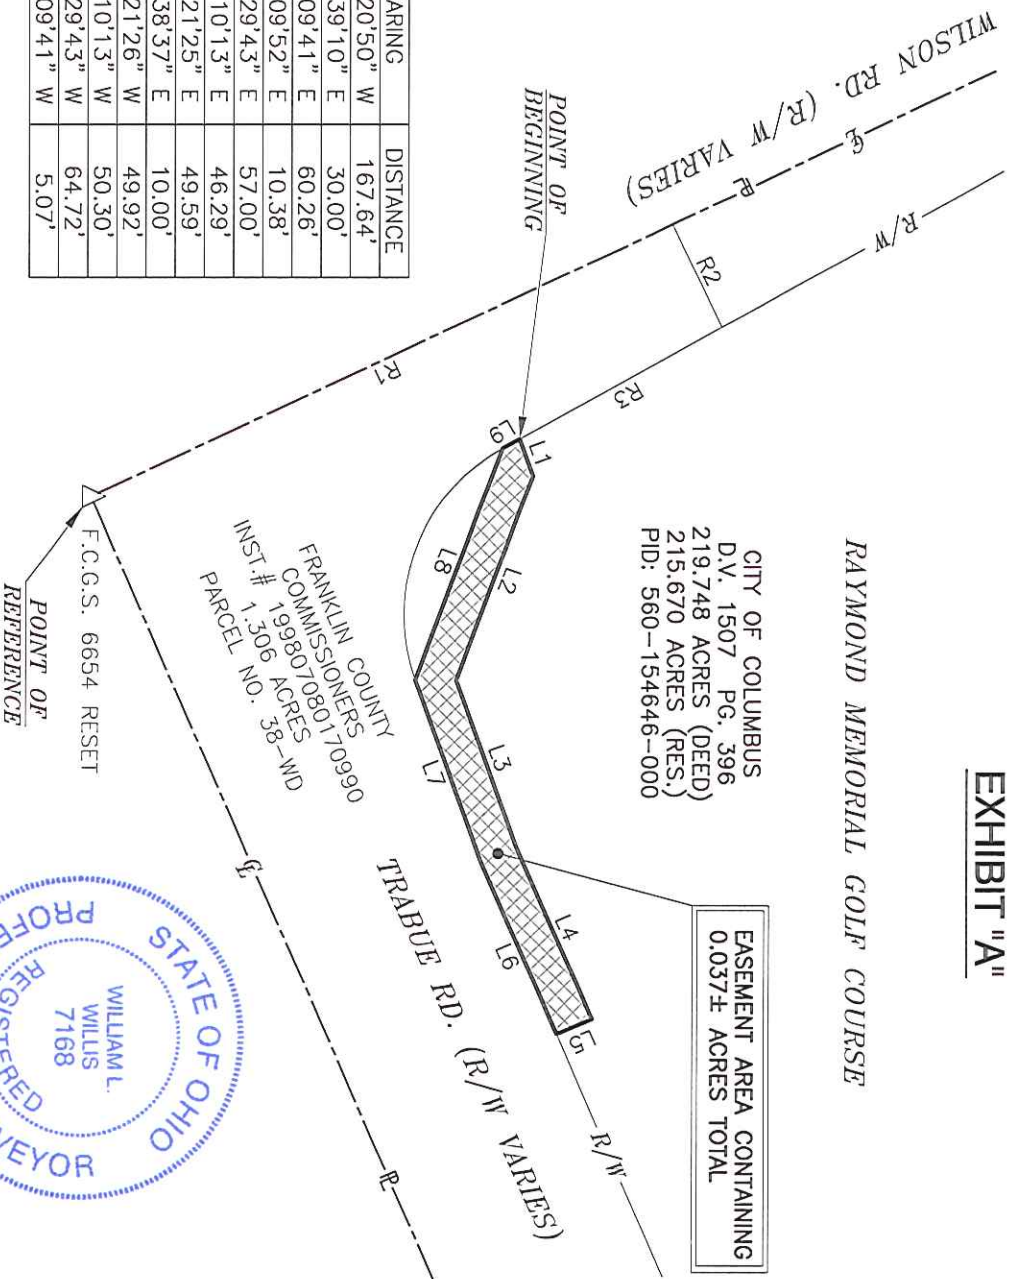 EXHIBIT "A"
RAYMOND MEMORIAL GOLF COURSE
WILSON RD. (R/W VARIES)
℄
PL
R/W
R2
R1
R3
POINT OF
BEGINNING
CITY OF COLUMBUS
D.V. 1507 PG. 396
219.748 ACRES (DEED)
215.670 ACRES (RES.)
PID: 560-154646-000
EASEMENT AREA CONTAINING
0.037± ACRES TOTAL
L1
L2
L3
L4
L5
L6
L7
L8
L9
R/W
FRANKLIN COUNTY
COMMISSIONERS
INST.# 199807080170990
1.306 ACRES
PARCEL NO. 38-WD
TRABUE RD. (R/W VARIES)
℄
PL
F.C.G.S. 6654 RESET
POINT OF
REFERENCE
ARING DISTANCE
20'50" W 167.64'
39'10" E 30.00'
09'41" E 60.26'
09'52" E 10.38'
29'43" E 57.00'
10'13" E 46.29'
21'25" E 49.59'
38'37" E 10.00'
21'26" W 49.92'
10'13" W 50.30'
29'43" W 64.72'
09'41" W 5.07'
STATE OF OHIO
WILLIAM L.
WILLIS
7168
PROFE
REGISTERED
VEYOR